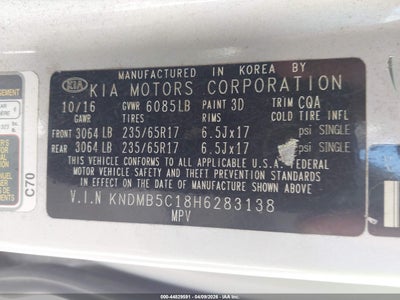 MANUFACTURED IN KOREA BY
KIA KIA MOTORS CORPORATION
10/16 GVWR 6085LB PAINT 3D TRIM CQA
GAWR TIRES RIMS COLD TIRE INFL
FRONT 3064 LB 235/65R17 6.5Jx17 psi SINGLE
REAR 3064 LB 235/65R17 6.5Jx17 psi SINGLE
THIS VEHICLE CONFORMS TO ALL APPLICABLE U.S.A. FEDERAL
MOTOR VEHICLE SAFETY AND THEFT PREVENTION STANDARDS
IN EFFECT ON THE DATE OF MANUFACTURE SHOWN ABOVE
V.I.N KNDMB5C18H6283138
MPV
C70
000-44829591 - 04/09/2026 - IAA Inc.